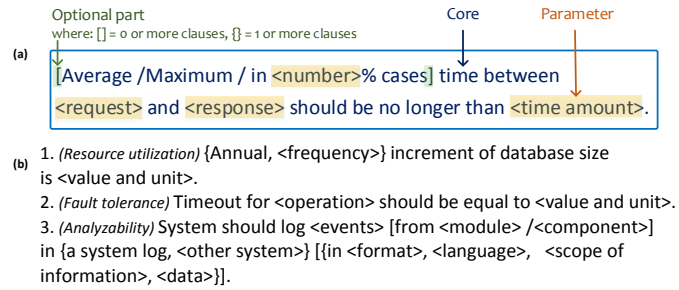 Optional part
where: [] = 0 or more clauses, {} = 1 or more clauses
Core
Parameter
(a)
[Average /Maximum / in <number>% cases] time between
<request> and <response> should be no longer than <time amount>.
(b)
1. (Resource utilization) {Annual, <frequency>} increment of database size
is <value and unit>.
2. (Fault tolerance) Timeout for <operation> should be equal to <value and unit>.
3. (Analyzability) System should log <events> [from <module> /<component>]
in {a system log, <other system>} [{in <format>, <language>, <scope of
information>, <data>}].